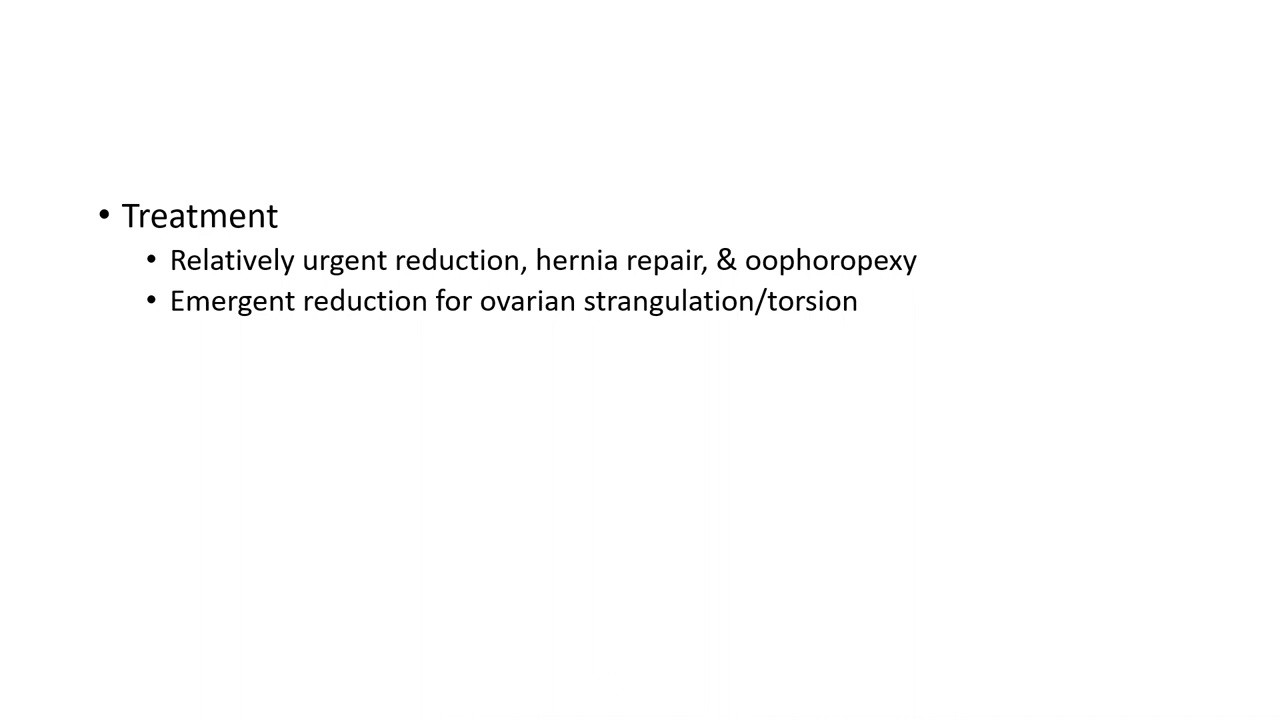 • Treatment
• Relatively urgent reduction, hernia repair, & oophoropexy
• Emergent reduction for ovarian strangulation/torsion